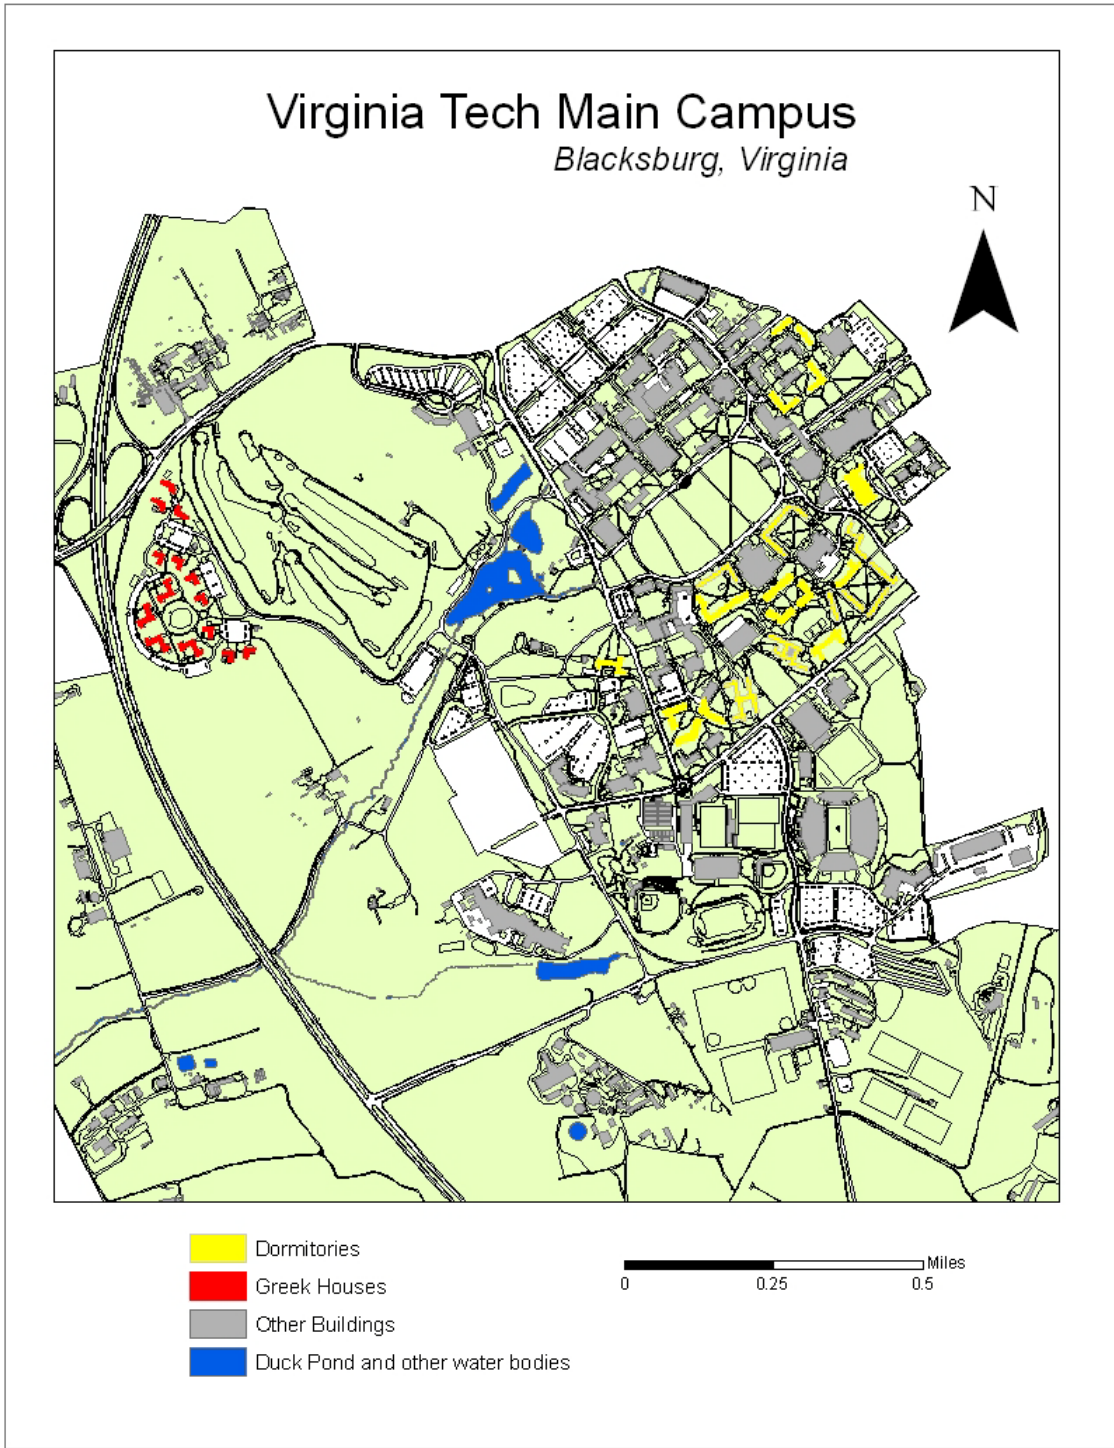 Virginia Tech Main Campus
Blacksburg, Virginia
N
Dormitories
Greek Houses
Other Buildings
Duck Pond and other water bodies
Miles
0 0.25 0.5